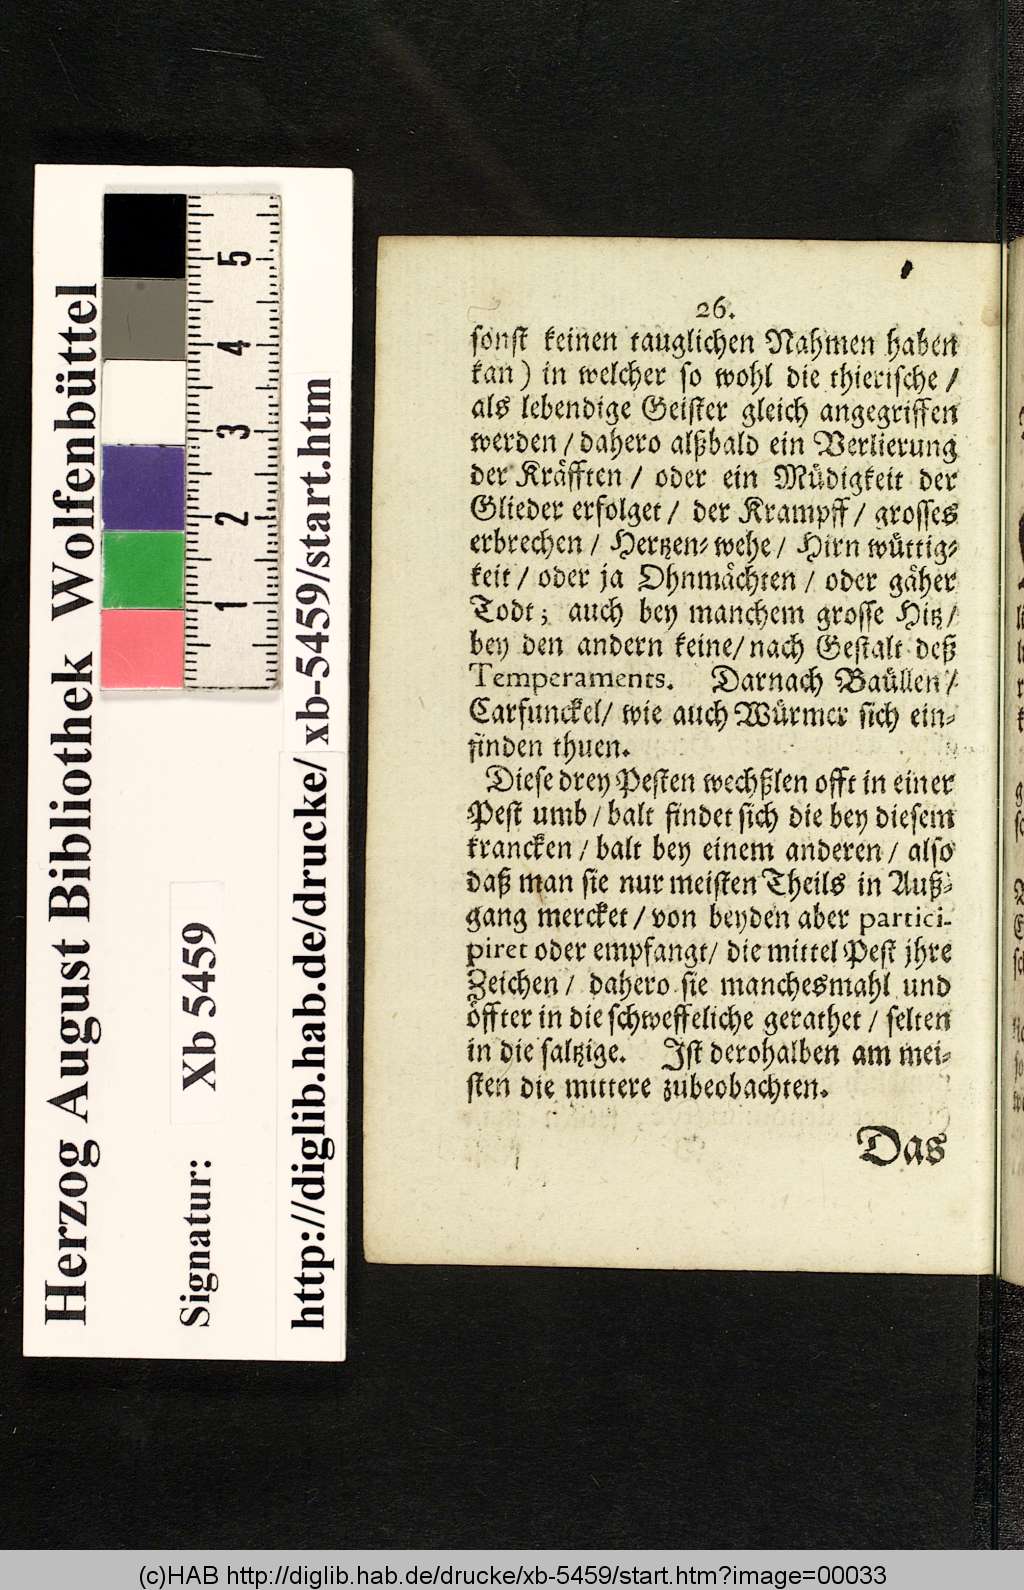 26.
sonst keinen tauglichen Nahmen haben
kan) in welcher so wohl die thierische /
als lebendige Geister gleich angegriffen
werden / dahero alßbald ein Verlierung
der Kräfften / oder ein Müdigkeit der
Glieder erfolget / der Krampff / grosses
erbrechen / Hertzen-wehe / Hirn wüttig-
keit / oder ja Ohnmächten / oder gäher
Todt; auch bey manchem grosse Hitz /
bey den andern keine / nach Gestalt deß
Temperaments. Darnach Baüllen /
Carfunckel / wie auch Würmer sich ein-
finden thuen.
Diese drey Pesten wechßlen offt in einer
Pest umb / balt findet sich die bey diesem
krancken / balt bey einem anderen / also
daß man sie nur meisten Theils in Auß-
gang mercket / von beyden aber partici-
piret oder empfangt / die mittel Pest jhre
Zeichen / dahero sie manchesmahl und
öffter in die schweffeliche gerathet / selten
in die saltzige. Ist derohalben am mei-
sten die mittere zubeobachten.
Das
Herzog August Bibliothek Wolfenbüttel
Signatur: Xb 5459
http://diglib.hab.de/drucke/xb-5459/start.htm
5
4
3
2
1
(c)HAB http://diglib.hab.de/drucke/xb-5459/start.htm?image=00033